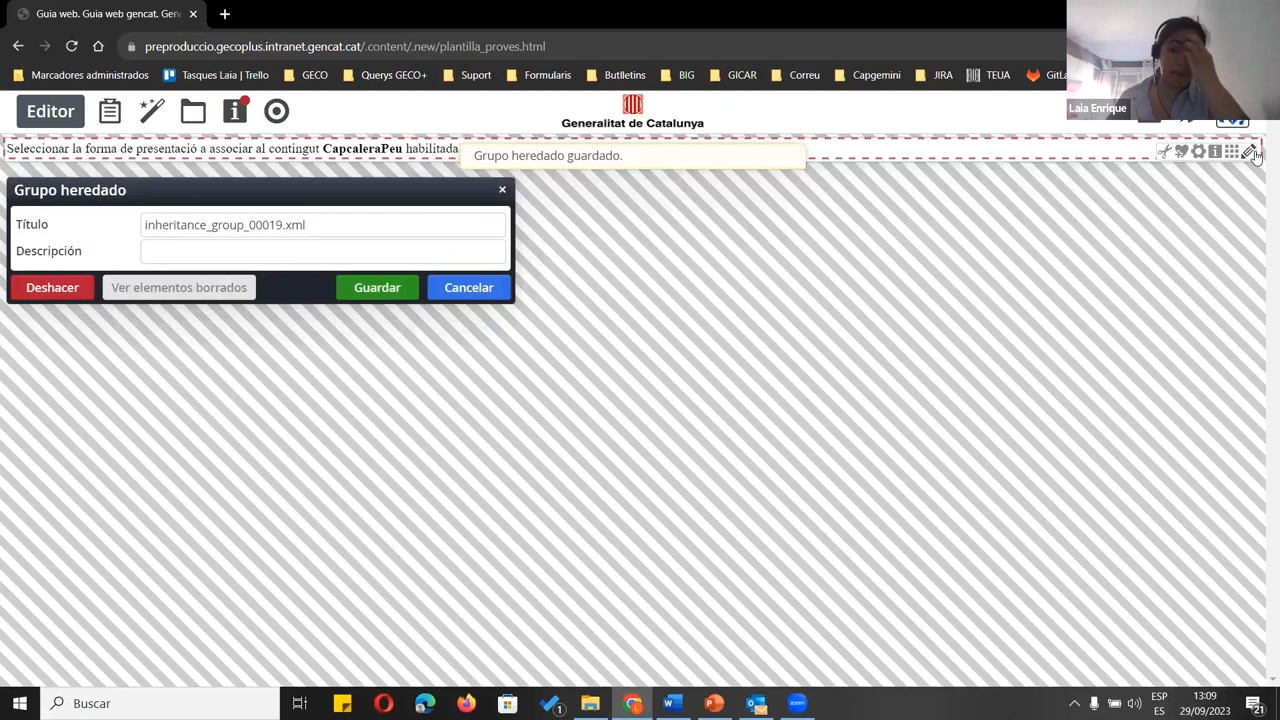 Guia web. Guia web gencat. Gen
preproduccio.gecoplus.intranet.gencat.cat/.content/.new/plantilla_proves.html
Marcadores administrados
Tasques Laia | Trello
GECO
Querys GECO+
Suport
Formularis
Butlletins
BIG
GICAR
Correu
Capgemini
JIRA
TEUA
GitLa
Laia Enrique
Editor
Generalitat de Catalunya
Seleccionar la forma de presentació a associar al contingut CapcaleraPeu habilitada
Grupo heredado guardado.
Grupo heredado
Título
inheritance_group_00019.xml
Descripción
Deshacer
Ver elementos borrados
Guardar
Cancelar
Buscar
1
zoom
ESP
ES
13:09
29/09/2023
21